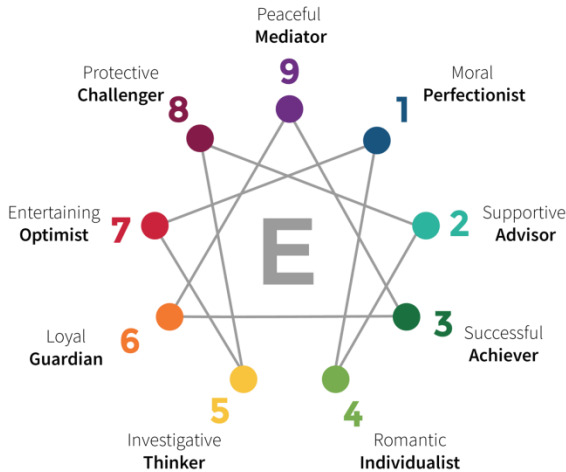 Peaceful
Mediator
9
Moral
Perfectionist
1
Supportive
Advisor
2
Successful
Achiever
3
Romantic
Individualist
4
Investigative
Thinker
5
Loyal
Guardian
6
Entertaining
Optimist
7
Protective
Challenger
8
E